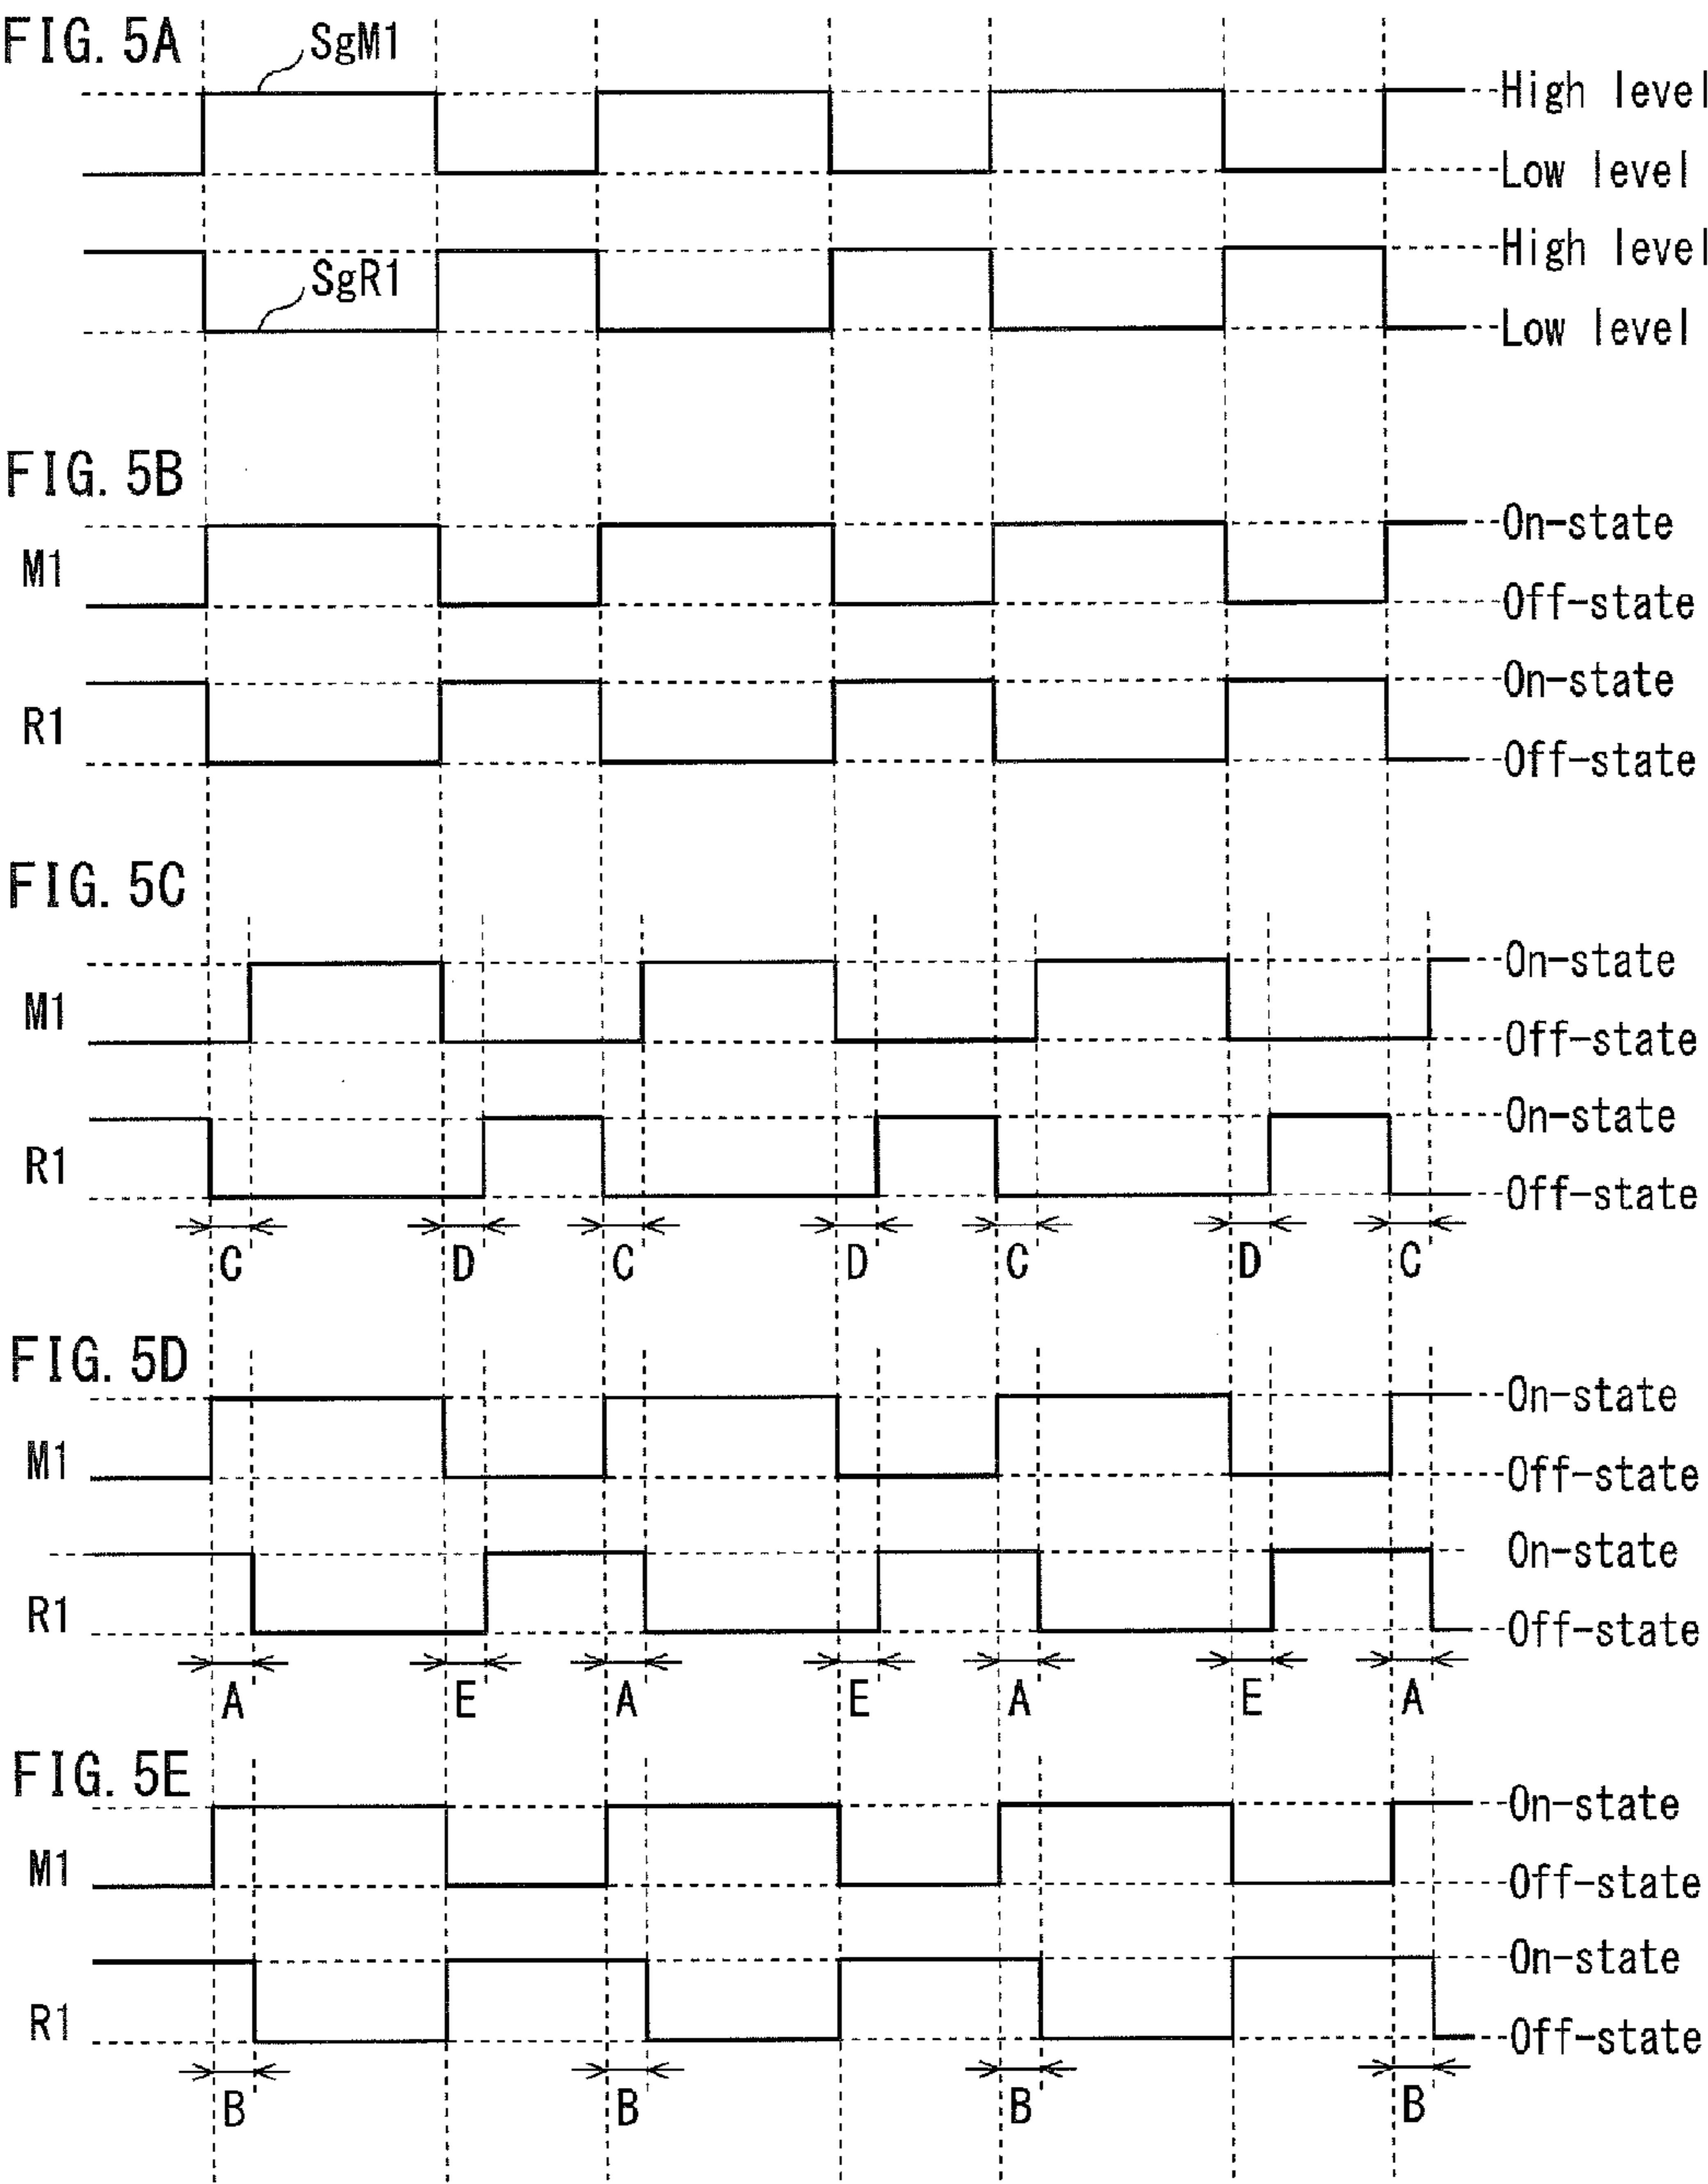 FIG. 5A
SgM1
High level
Low level
High level
SgR1
Low level
FIG. 5B
On-state
M1
Off-state
On-state
R1
Off-state
FIG. 5C
On-state
M1
Off-state
On-state
R1
Off-state
C D C D C D C
FIG. 5D
On-state
M1
Off-state
On-state
R1
Off-state
A E A E A E A
FIG. 5E
On-state
M1
Off-state
On-state
R1
Off-state
B B B B